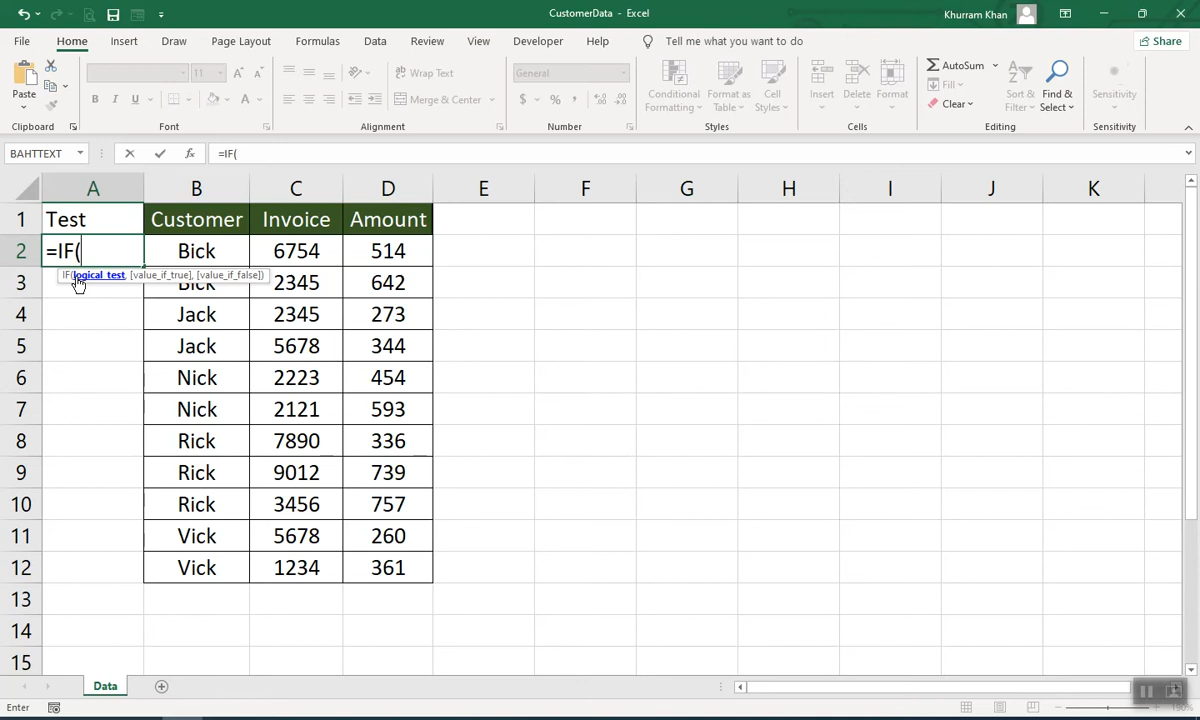 CustomerData - Excel
Khurram Khan
File Home Insert Draw Page Layout Formulas Data Review View Developer Help Tell me what you want to do Share
Paste
11
Wrap Text
Merge & Center
General
Conditional Formatting
Format as Table
Cell Styles
Insert
Delete
Format
AutoSum
Fill
Clear
Sort & Filter
Find & Select
Sensitivity
Clipboard Font Alignment Number Styles Cells Editing Sensitivity
BAHTTEXT =IF(
A B C D E F G H I J K
1 Test Customer Invoice Amount
2 =IF( Bick 6754 514
IF(logical_test, [value_if_true], [value_if_false])
3 Bick 2345 642
4 Jack 2345 273
5 Jack 5678 344
6 Nick 2223 454
7 Nick 2121 593
8 Rick 7890 336
9 Rick 9012 739
10 Rick 3456 757
11 Vick 5678 260
12 Vick 1234 361
13
14
15
Data
Enter 190%